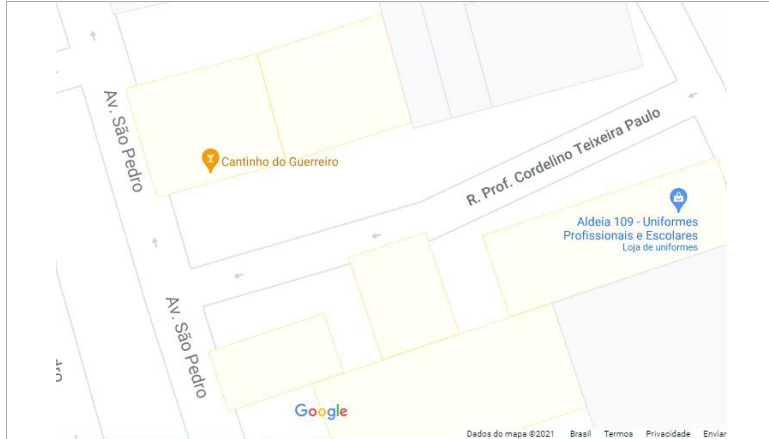 Av. São Pedro
Cantinho do Guerreiro
R. Prof. Cordelino Teixeira Paulo
Aldeia 109 - Uniformes
Profissionais e Escolares
Loja de uniformes
Av. São Pedro
dro
Google
Dados do mapa ©2021 Brasil Termos Privacidade Enviar